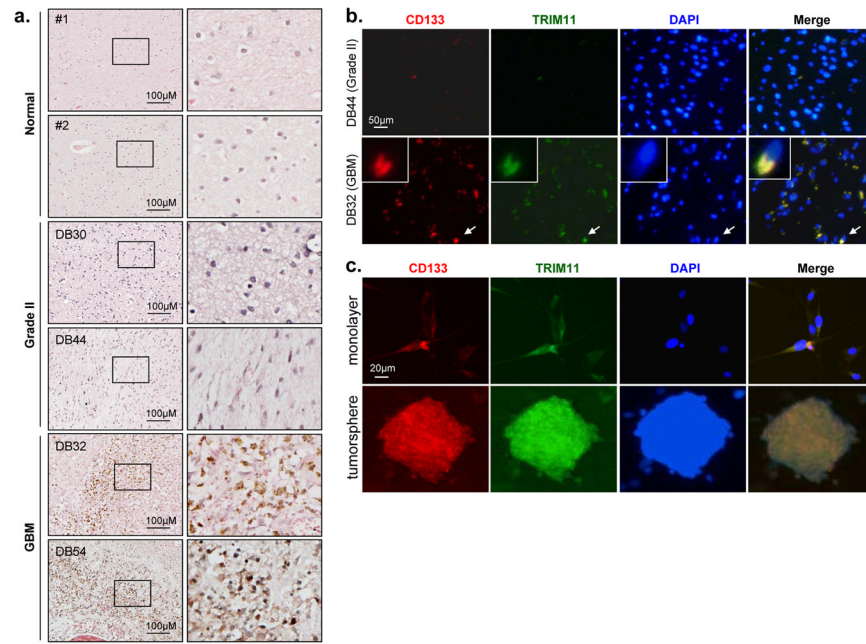 a.
Normal
#1
100µM
#2
100µM
Grade II
DB30
100µM
DB44
100µM
GBM
DB32
100µM
DB54
100µM
b.
CD133 TRIM11 DAPI Merge
DB44 (Grade II)
50µm
DB32 (GBM)
c.
CD133 TRIM11 DAPI Merge
monolayer
20µm
tumorsphere